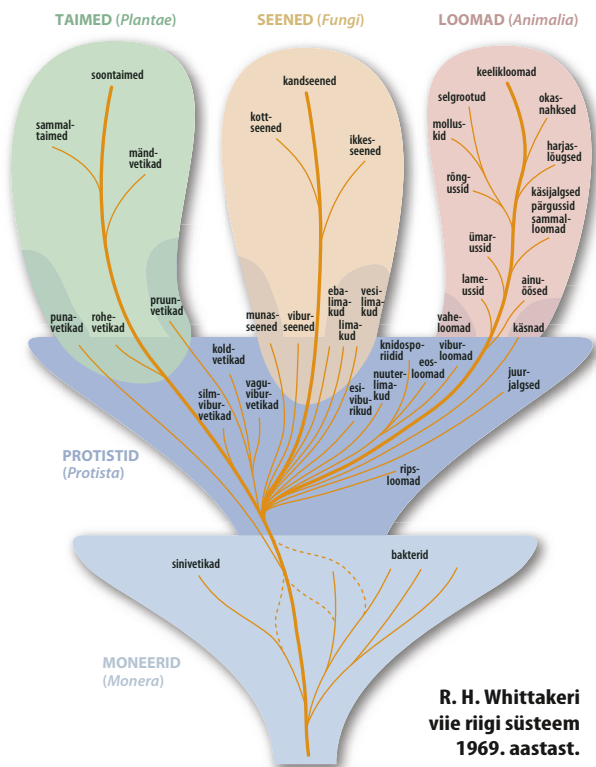 TAIMED (Plantae)
SEENED (Fungi)
LOOMAD (Animalia)
soontaimed
sammal-
taimed
mänd-
vetikad
kandseened
kott-
seened
ikkes-
seened
keelikloomad
selgrootud
okas-
nahksed
mollus-
kid
harjas-
lõugsed
rõng-
ussid
käsijalgsed
pärgussid
sammal-
loomad
ümar-
ussid
lame-
ussid
ainu-
öösed
vahe-
loomad
käsnad
puna-
vetikad
rohe-
vetikad
pruun-
vetikad
munas-
seened
vibur-
seened
eba-
lima-
kud
vesi-
lima-
kud
lima-
kud
kold-
vetikad
silm-
vibur-
vetikad
vagu-
vibur-
vetikad
knidospo-
riidid
vibur-
loomad
eos-
loomad
nuuter-
lima-
kud
esi-
vibu-
rikud
juur-
jalgsed
rips-
loomad
PROTISTID
(Protista)
sinivetikad
bakterid
MONEERID
(Monera)
R. H. Whittakeri
viie riigi süsteem
1969. aastast.